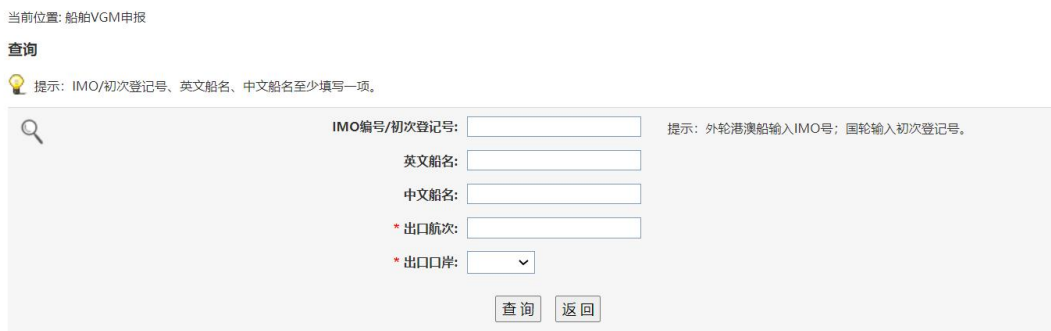 当前位置: 船舶VGM申报
查询
提示：IMO/初次登记号、英文船名、中文船名至少填写一项。
IMO编号/初次登记号: 提示：外轮港澳船输入IMO号；国轮输入初次登记号。
英文船名:
中文船名:
* 出口航次:
* 出口口岸:
查 询 返 回